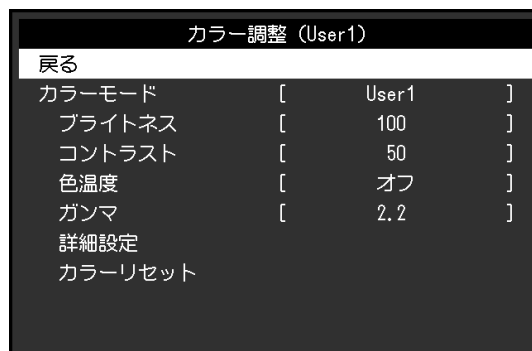 カラー調整（User1）
戻る
カラーモード [ User1 ]
ブライトネス [ 100 ]
コントラスト [ 50 ]
色温度 [ オフ ]
ガンマ [ 2.2 ]
詳細設定
カラーリセット